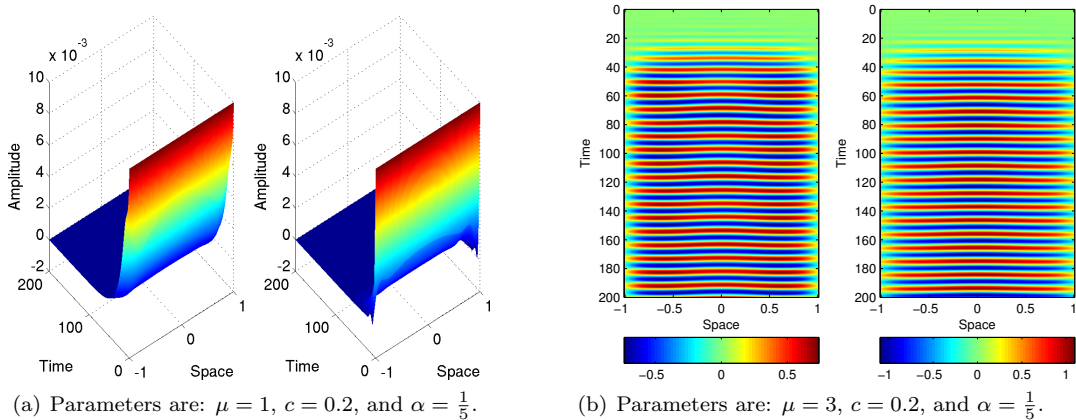 x 10⁻³
10
8
6
4
2
0
−2
Amplitude
200
100
0
Time
−1
0
1
Space
x 10⁻³
10
8
6
4
2
0
−2
Amplitude
200
100
0
Time
−1
0
1
Space
(a) Parameters are: μ = 1, c = 0.2, and α = 1/5.
0
20
40
60
80
100
120
140
160
180
200
Time
−1 −0.5 0 0.5 1
Space
−0.5 0 0.5
0
20
40
60
80
100
120
140
160
180
200
Time
−1 −0.5 0 0.5 1
Space
−1 −0.5 0 0.5 1
(b) Parameters are: μ = 3, c = 0.2, and α = 1/5.